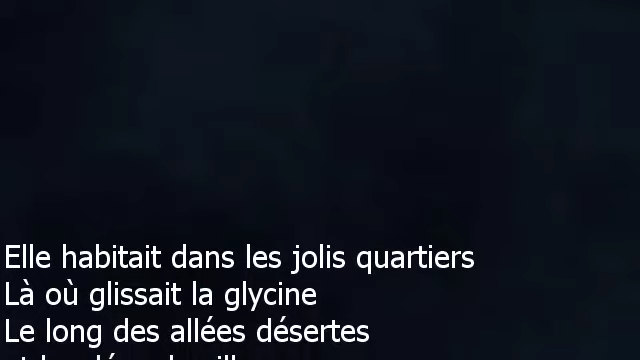 Elle habitait dans les jolis quartiers
Là où glissait la glycine
Le long des allées désertes